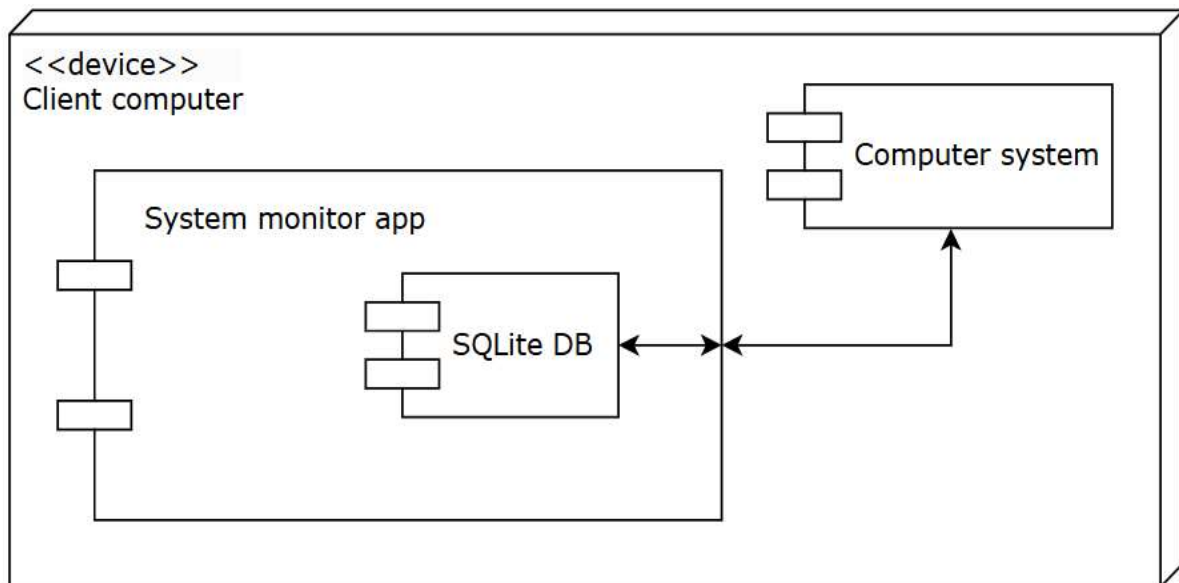 <<device>>
Client computer
Computer system
System monitor app
SQLite DB